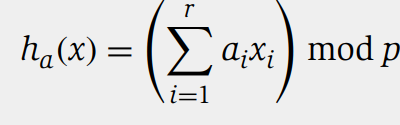 h_a(x) = (∑_{i=1}^{r} a_i x_i) mod p